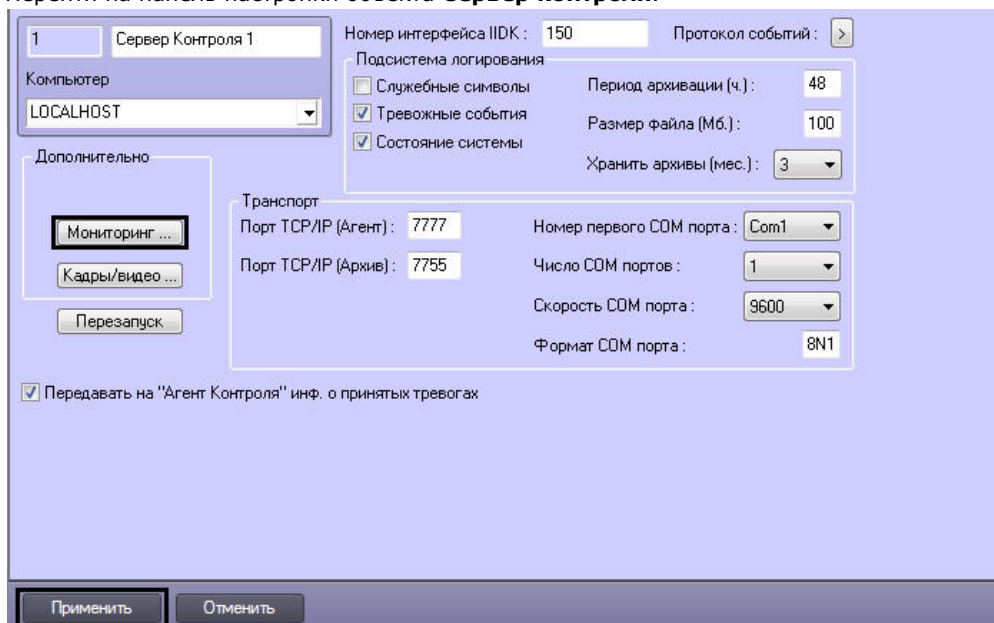 Перейти на панель настройки объекта Сервер контроля.
1 Сервер Контроля 1
Компьютер
LOCALHOST
Номер интерфейса IIDK : 150
Протокол событий : >
Подсистема логирования
Служебные символы
Тревожные события
Состояние системы
Период архивации (ч.) : 48
Размер файла (Мб.) : 100
Хранить архивы (мес.) : 3
Дополнительно
Мониторинг ...
Кадры/видео ...
Перезапуск
Транспорт
Порт TCP/IP (Агент) : 7777
Порт TCP/IP (Архив) : 7755
Номер первого COM порта : Com1
Число COM портов : 1
Скорость COM порта : 9600
Формат COM порта : 8N1
Передавать на "Агент Контроля" инф. о принятых тревогах
Применить
Отменить